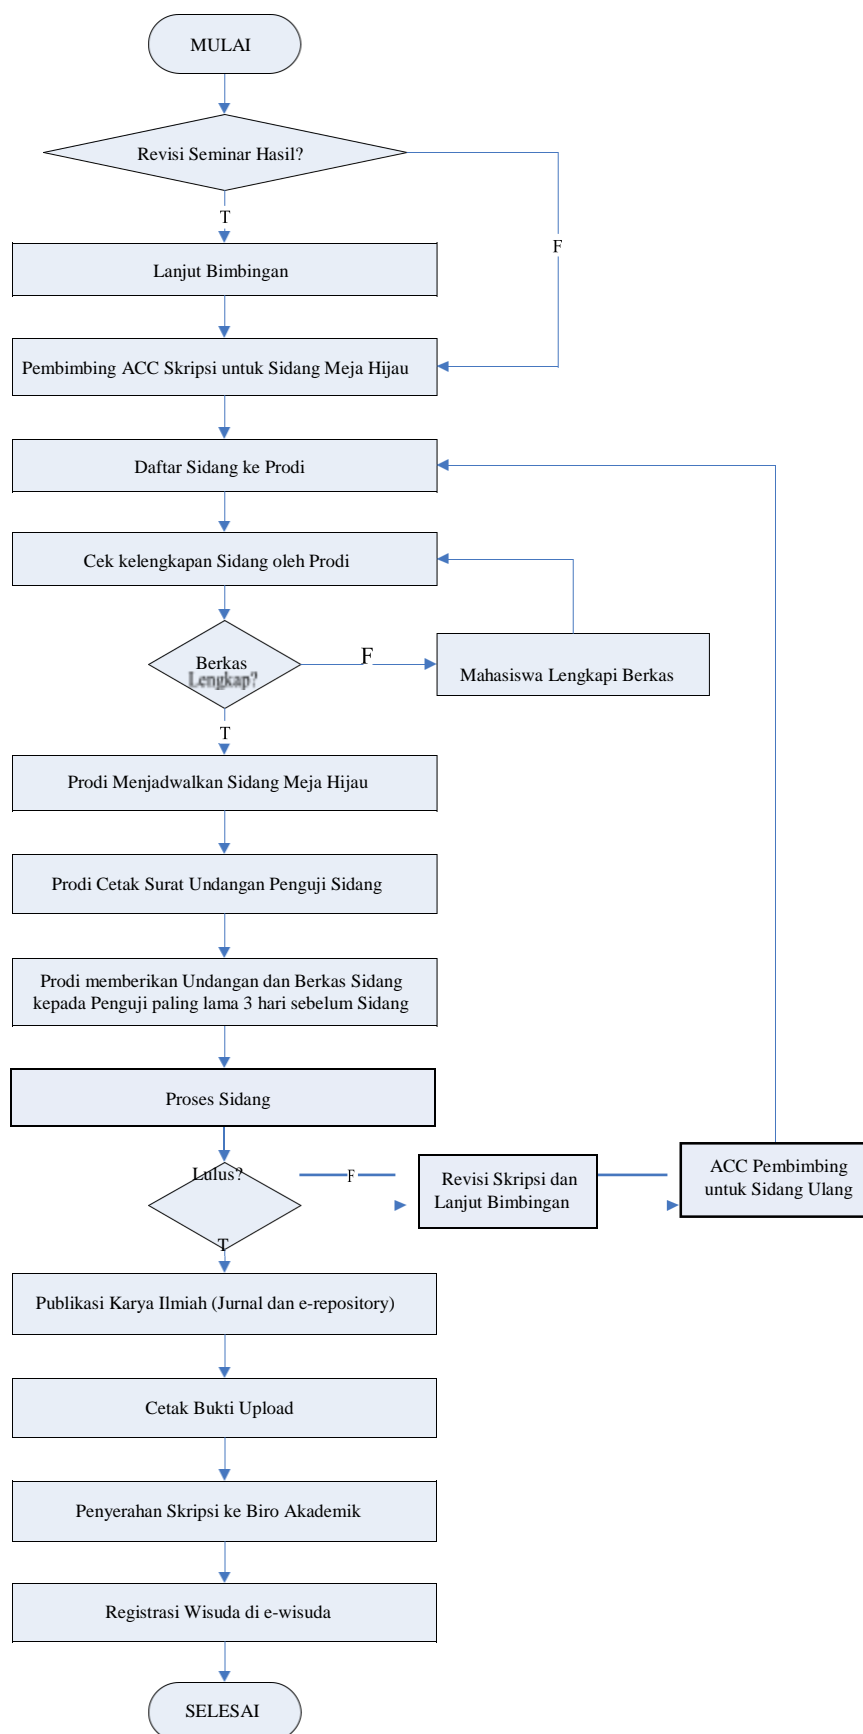 MULAI
Revisi Seminar Hasil?
T
F
Lanjut Bimbingan
Pembimbing ACC Skripsi untuk Sidang Meja Hijau
Daftar Sidang ke Prodi
Cek kelengkapan Sidang oleh Prodi
Berkas
Lengkap?
F
Mahasiswa Lengkapi Berkas
T
Prodi Menjadwalkan Sidang Meja Hijau
Prodi Cetak Surat Undangan Penguji Sidang
Prodi memberikan Undangan dan Berkas Sidang
kepada Penguji paling lama 3 hari sebelum Sidang
Proses Sidang
Lulus?
F
Revisi Skripsi dan
Lanjut Bimbingan
ACC Pembimbing
untuk Sidang Ulang
T
Publikasi Karya Ilmiah (Jurnal dan e-repository)
Cetak Bukti Upload
Penyerahan Skripsi ke Biro Akademik
Registrasi Wisuda di e-wisuda
SELESAI